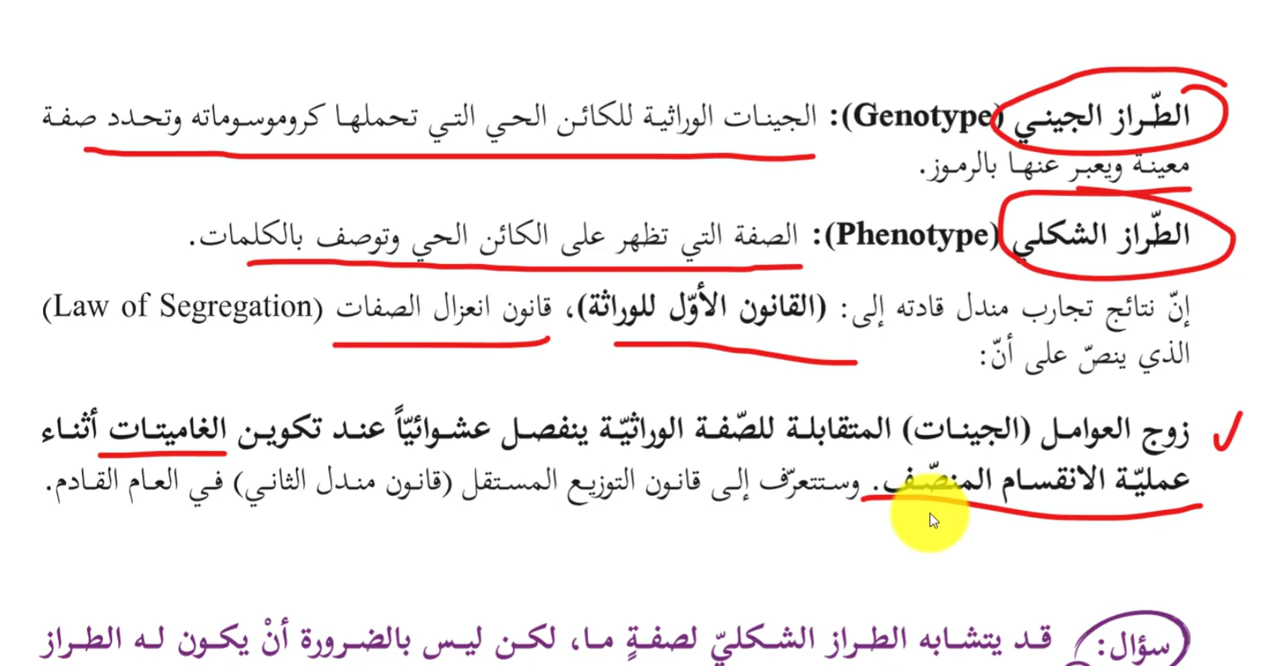 الطّراز الجيني (Genotype): الجينات الوراثية للكائن الحي التي تحملها كروموسوماته وتحدد صفة
معينة ويعبر عنها بالرموز.
الطّراز الشكلي (Phenotype): الصفة التي تظهر على الكائن الحي وتوصف بالكلمات.
إنّ نتائج تجارب مندل قادته إلى: (القانون الأوّل للوراثة)، قانون انعزال الصفات (Law of Segregation)
الذي ينصّ على أنّ:
زوج العوامل (الجينات) المتقابلة للصّفة الوراثيّة ينفصل عشوائيّاً عند تكوين الغاميتات أثناء
عمليّة الانقسام المنصّف. وستتعرّف إلى قانون التوزيع المستقل (قانون مندل الثاني) في العام القادم.
سؤال: قد يتشابه الطراز الشكليّ لصفةٍ ما، لكن ليس بالضرورة أنْ يكون له الطراز